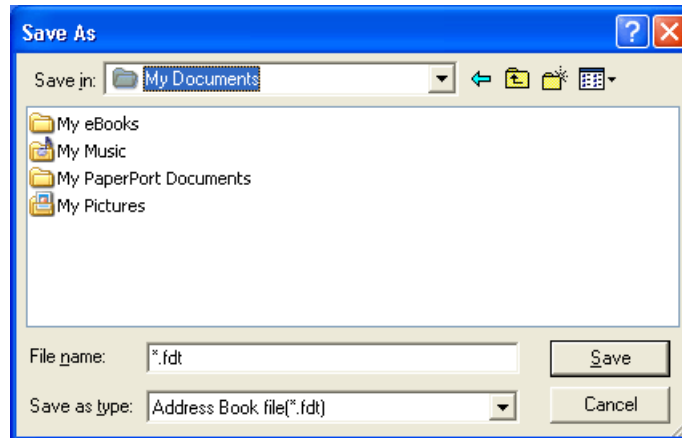 Save As
Save in: My Documents
My eBooks
My Music
My PaperPort Documents
My Pictures
File name: *.fdt Save
Save as type: Address Book file(*.fdt) Cancel